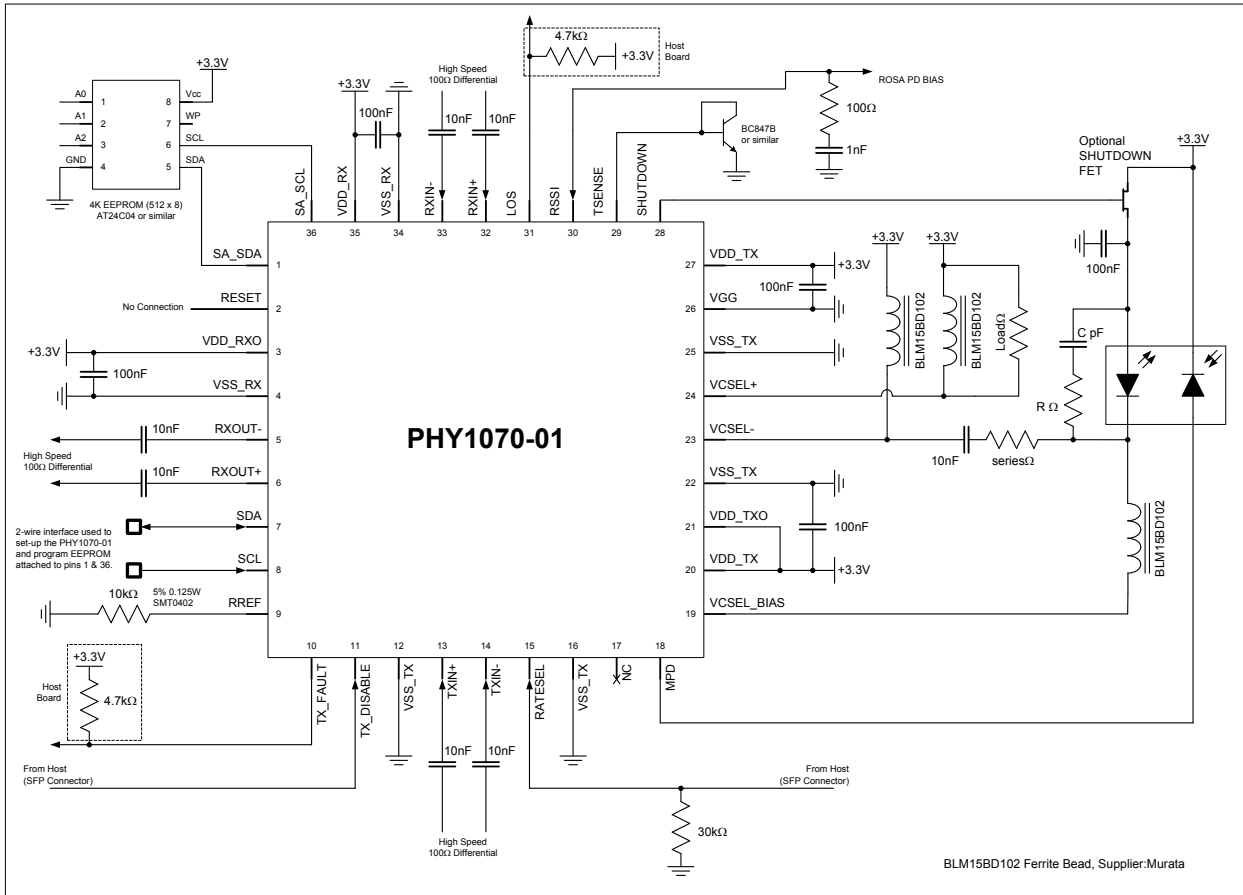 +3.3V
A0
A1
A2
GND
1
2
3
4
8
7
6
5
Vcc
WP
SCL
SDA
4K EEPROM (512 x 8)
AT24C04 or similar
+3.3V
100nF
High Speed
100Ω Differential
10nF
10nF
4.7kΩ
+3.3V
Host
Board
ROSA PD BIAS
100Ω
1nF
BC847B
or similar
Optional
SHUTDOWN
FET
+3.3V
100nF
SA_SCL
VDD_RX
VSS_RX
RXIN-
RXIN+
LOS
RSSI
TSENSE
SHUTDOWN
36
35
34
33
32
31
30
29
28
PHY1070-01
SA_SDA
1
No Connection
RESET
2
+3.3V
VDD_RXO
3
100nF
VSS_RX
4
10nF
RXOUT-
5
High Speed
100Ω Differential
10nF
RXOUT+
6
2-wire interface used to
set-up the PHY1070-01
and program EEPROM
attached to pins 1 & 36.
SDA
7
SCL
8
10kΩ
5% 0.125W
SMT0402
RREF
9
27
VDD_TX
+3.3V
100nF
26
VGG
25
VSS_TX
24
VCSEL+
23
VCSEL-
22
VSS_TX
21
VDD_TXO
100nF
20
VDD_TX
+3.3V
19
VCSEL_BIAS
+3.3V
+3.3V
BLM15BD102
BLM15BD102
LoadΩ
C pF
R Ω
10nF
seriesΩ
BLM15BD102
10
11
12
13
14
15
16
17
18
TX_FAULT
TX_DISABLE
VSS_TX
TXIN+
TXIN-
RATESEL
VSS_TX
NC
MPD
+3.3V
Host
Board
4.7kΩ
From Host
(SFP Connector)
10nF
10nF
High Speed
100Ω Differential
From Host
(SFP Connector)
30kΩ
BLM15BD102 Ferrite Bead, Supplier:Murata